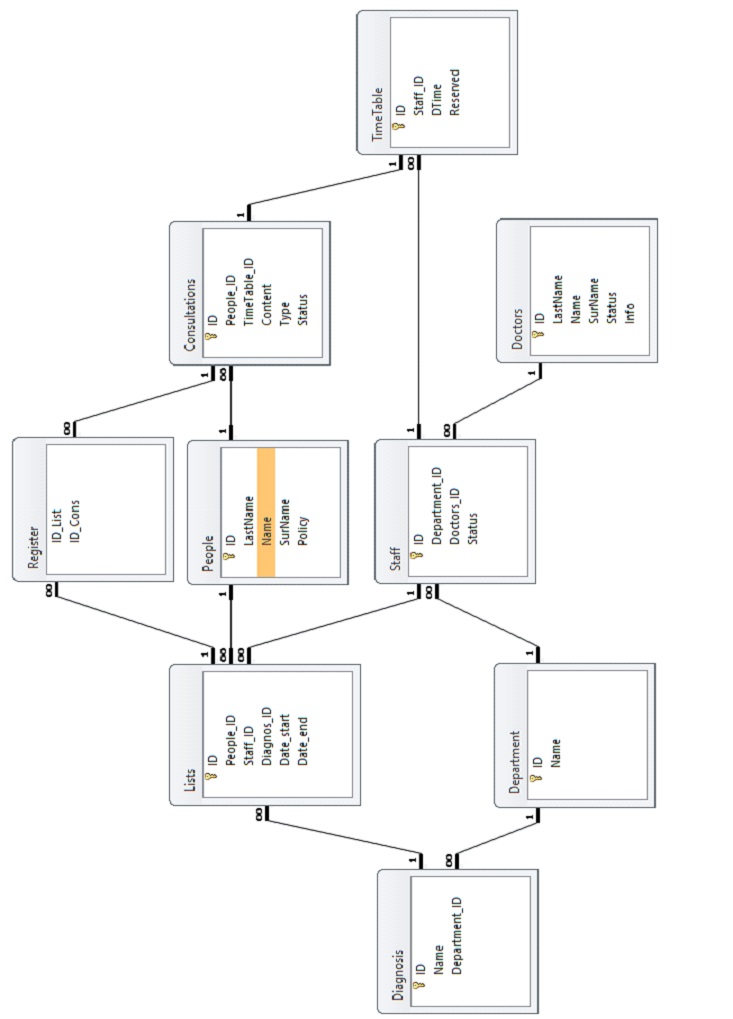 Register
ID_List
ID_Cons
∞
∞
Lists
ID
People_ID
Staff_ID
Diagnos_ID
Date_start
Date_end
1
∞
∞
∞
People
ID
LastName
Name
SurName
Policy
1
1
Consultations
ID
People_ID
TimeTable_ID
Content
Type
Status
1
∞
1
Diagnosis
ID
Name
Department_ID
1
∞
Staff
ID
Department_ID
Doctors_ID
Status
1
∞
1
∞
TimeTable
ID
Staff_ID
DTime
Reserved
1
∞
Department
ID
Name
1
1
Doctors
ID
LastName
Name
SurName
Status
Info
1